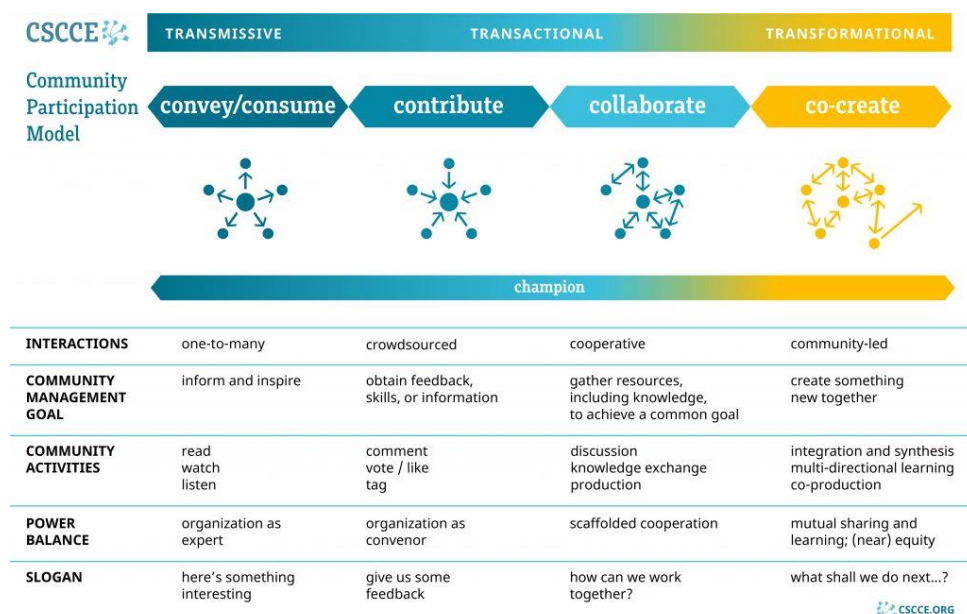 CSCCE
TRANSMISSIVE TRANSACTIONAL TRANSFORMATIONAL
Community
Participation
Model
convey/consume contribute collaborate co-create
champion
INTERACTIONS one-to-many crowdsourced cooperative community-led
COMMUNITY inform and inspire obtain feedback, gather resources, create something
MANAGEMENT skills, or information including knowledge, new together
GOAL to achieve a common goal
COMMUNITY read comment discussion integration and synthesis
ACTIVITIES watch vote / like knowledge exchange multi-directional learning
listen tag production co-production
POWER organization as organization as scaffolded cooperation mutual sharing and
BALANCE expert convenor learning; (near) equity
SLOGAN here's something give us some how can we work what shall we do next...?
interesting feedback together?
CSCCE.ORG